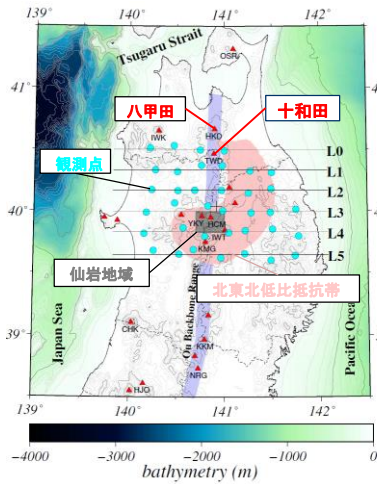 139° 140° 141° 142°
Tsugaru Strait
OSR
41°
八甲田
十和田
IWK
HKD
TWD
L0
観測点
L1
L2
40°
YKY
HCM
L3
IWT
L4
仙岩地域
KMG
北東北低比抵抗帯
L5
On Backbone Range
Japan Sea
Pacific Ocean
CHK
39°
KKM
NRG
HJO
139° 140° 141° 142°
-4000 -3000 -2000 -1000 0
bathymetry (m)